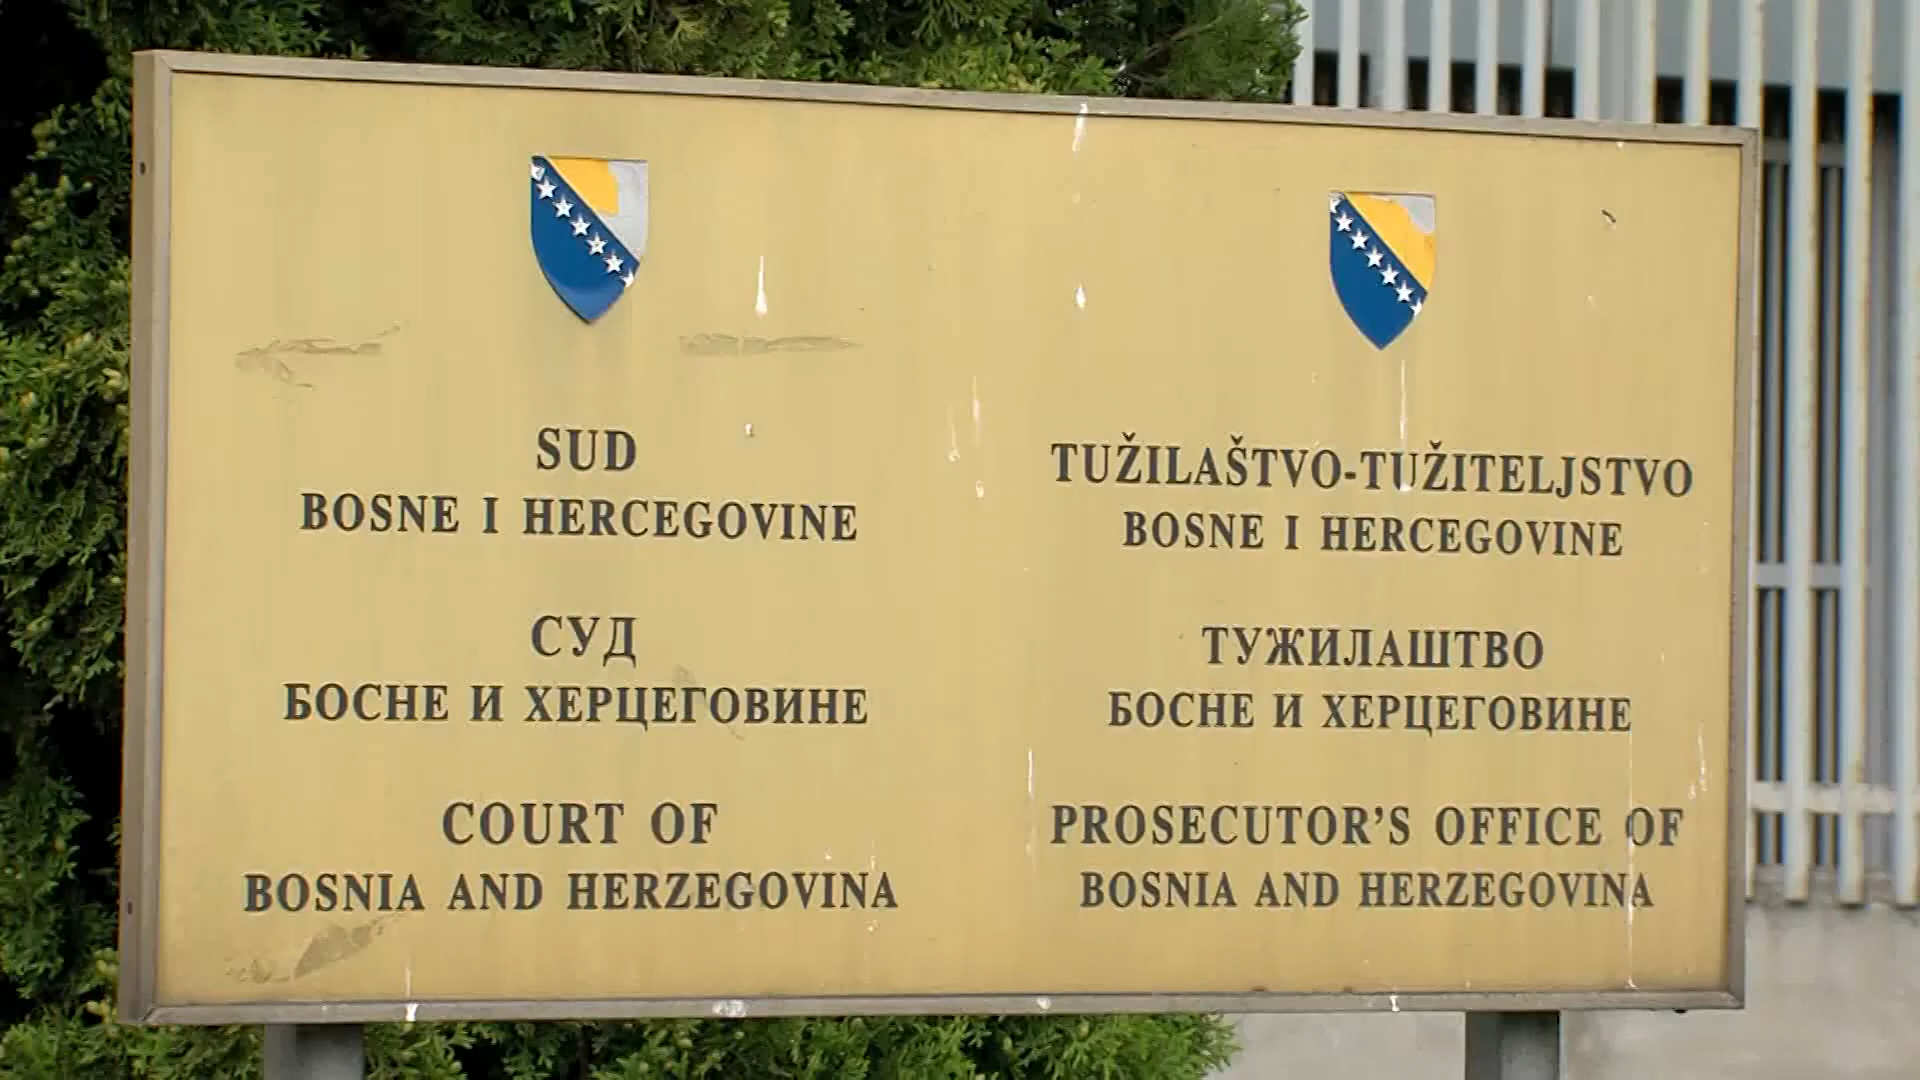 SUD
BOSNE I HERCEGOVINE
СУД
БОСНЕ И ХЕРЦЕГОВИНЕ
COURT OF
BOSNIA AND HERZEGOVINA
TUŽILAŠTVO-TUŽITELJSTVO
BOSNE I HERCEGOVINE
ТУЖИЛАШТВО
БОСНЕ И ХЕРЦЕГОВИНЕ
PROSECUTOR'S OFFICE OF
BOSNIA AND HERZEGOVINA